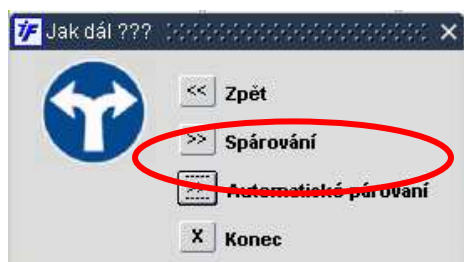 Jak dál ???
<< Zpět
>> Spárování
>> Automatické párování
X Konec